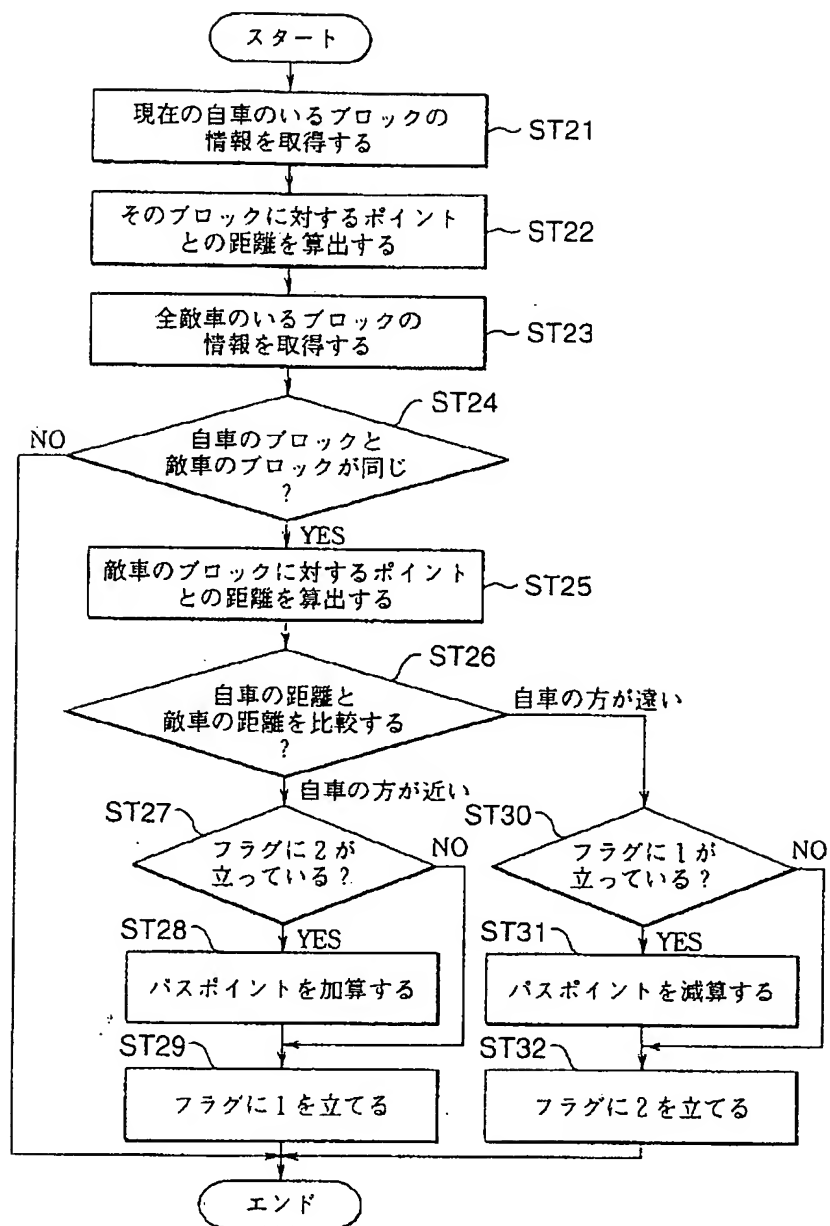 スタート
現在の自車のいるブロックの
情報を取得する
ST21
そのブロックに対するポイント
との距離を算出する
ST22
全敵車のいるブロックの
情報を取得する
ST23
ST24
NO
自車のブロックと
敵車のブロックが同じ
?
YES
敵車のブロックに対するポイント
との距離を算出する
ST25
ST26
自車の距離と
敵車の距離を比較する
?
自車の方が遠い
自車の方が近い
ST27
フラグに2が
立っている?
NO
ST30
フラグに1が
立っている?
NO
ST28
YES
パスポイントを加算する
ST31
YES
パスポイントを減算する
ST29
フラグに1を立てる
ST32
フラグに2を立てる
エンド